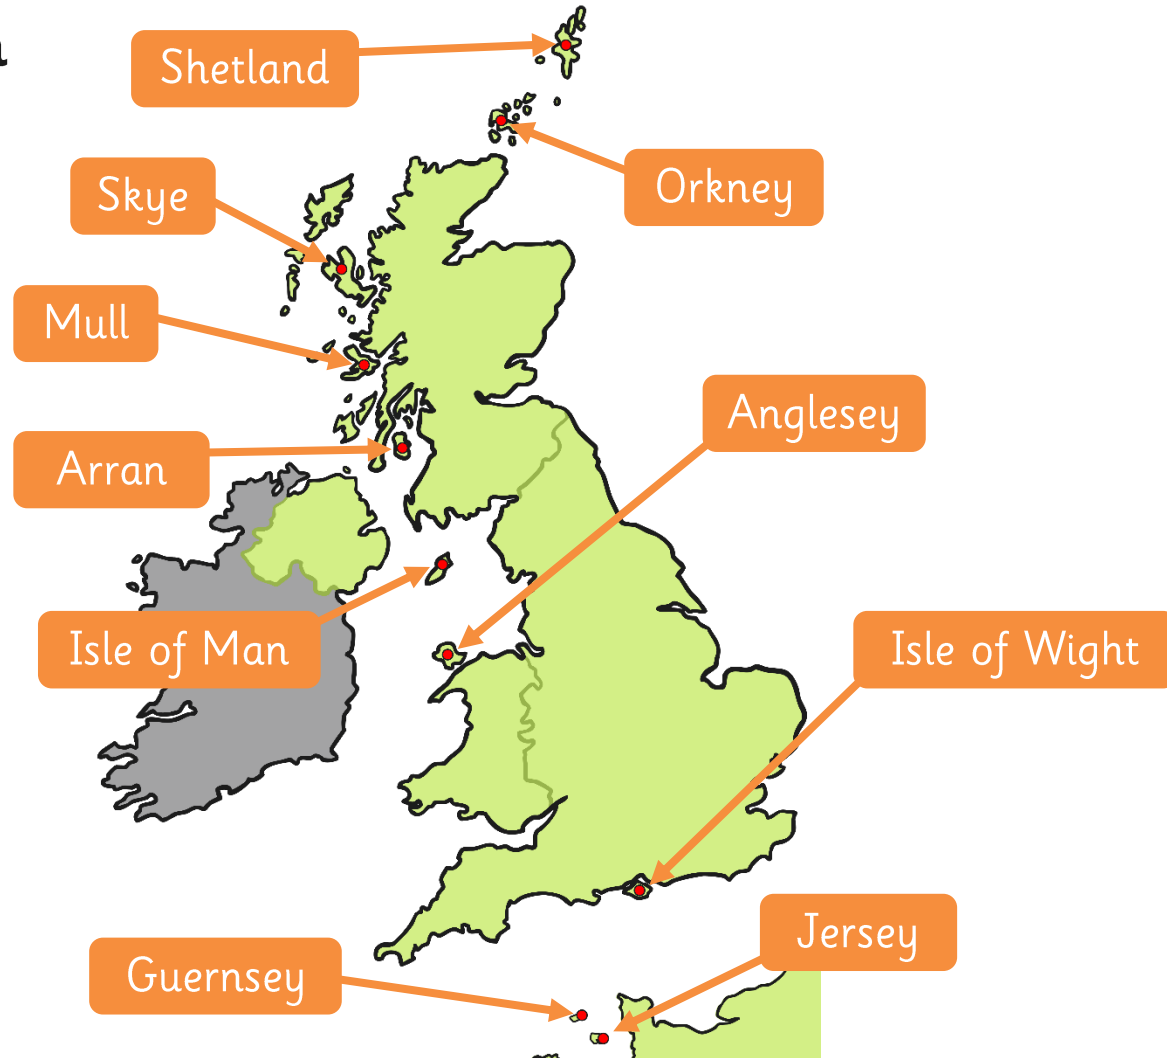 Shetland
Orkney
Skye
Mull
Anglesey
Arran
Isle of Man
Isle of Wight
Jersey
Guernsey